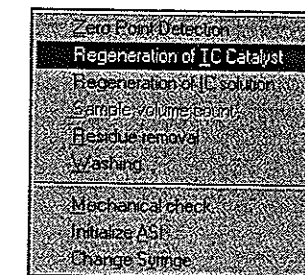 Zero Point Detection
Regeneration of TC Catalyst
Regeneration of IC solution
Sample volume count
Residue removal
Washing
Mechanical check
Initialize ASI
Change Syringe